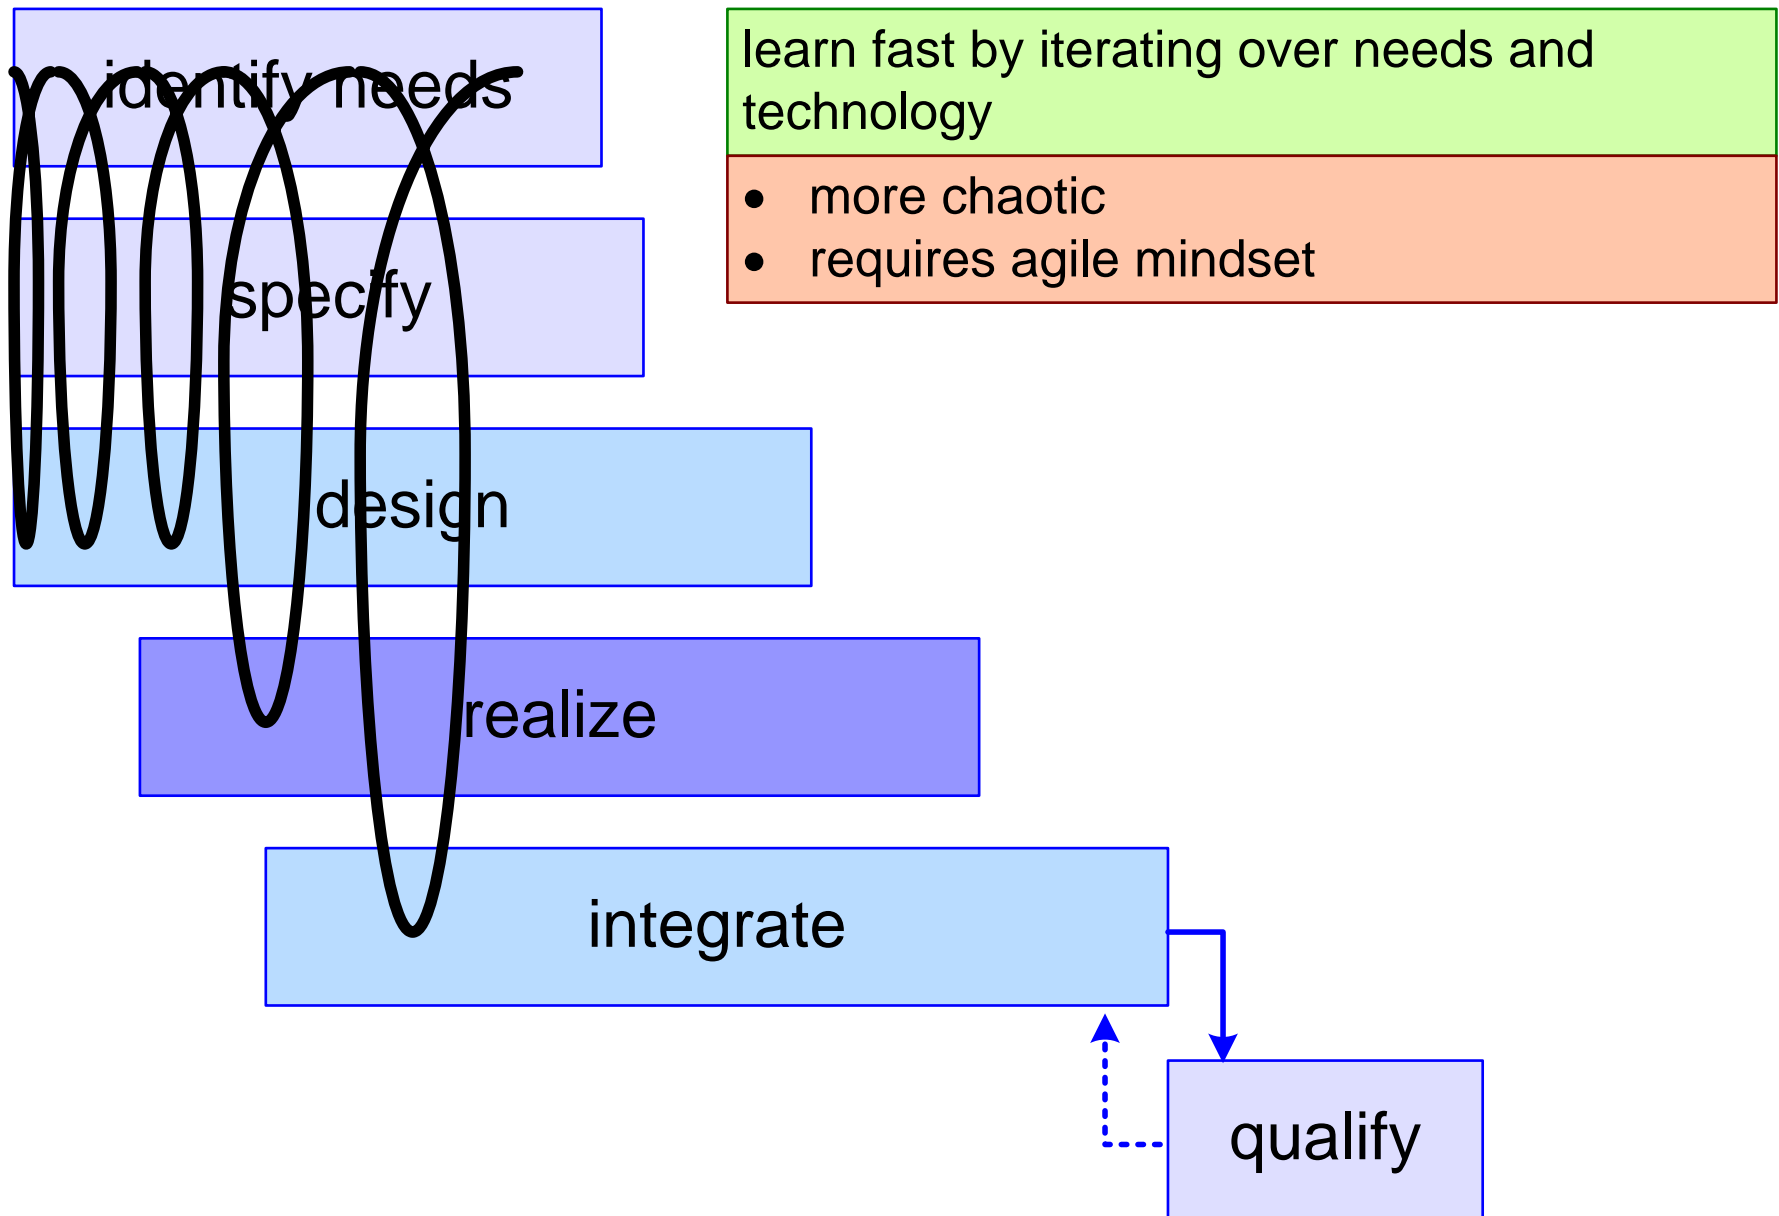 identify needs
learn fast by iterating over needs and
technology
• more chaotic
• requires agile mindset
specify
design
realize
integrate
qualify